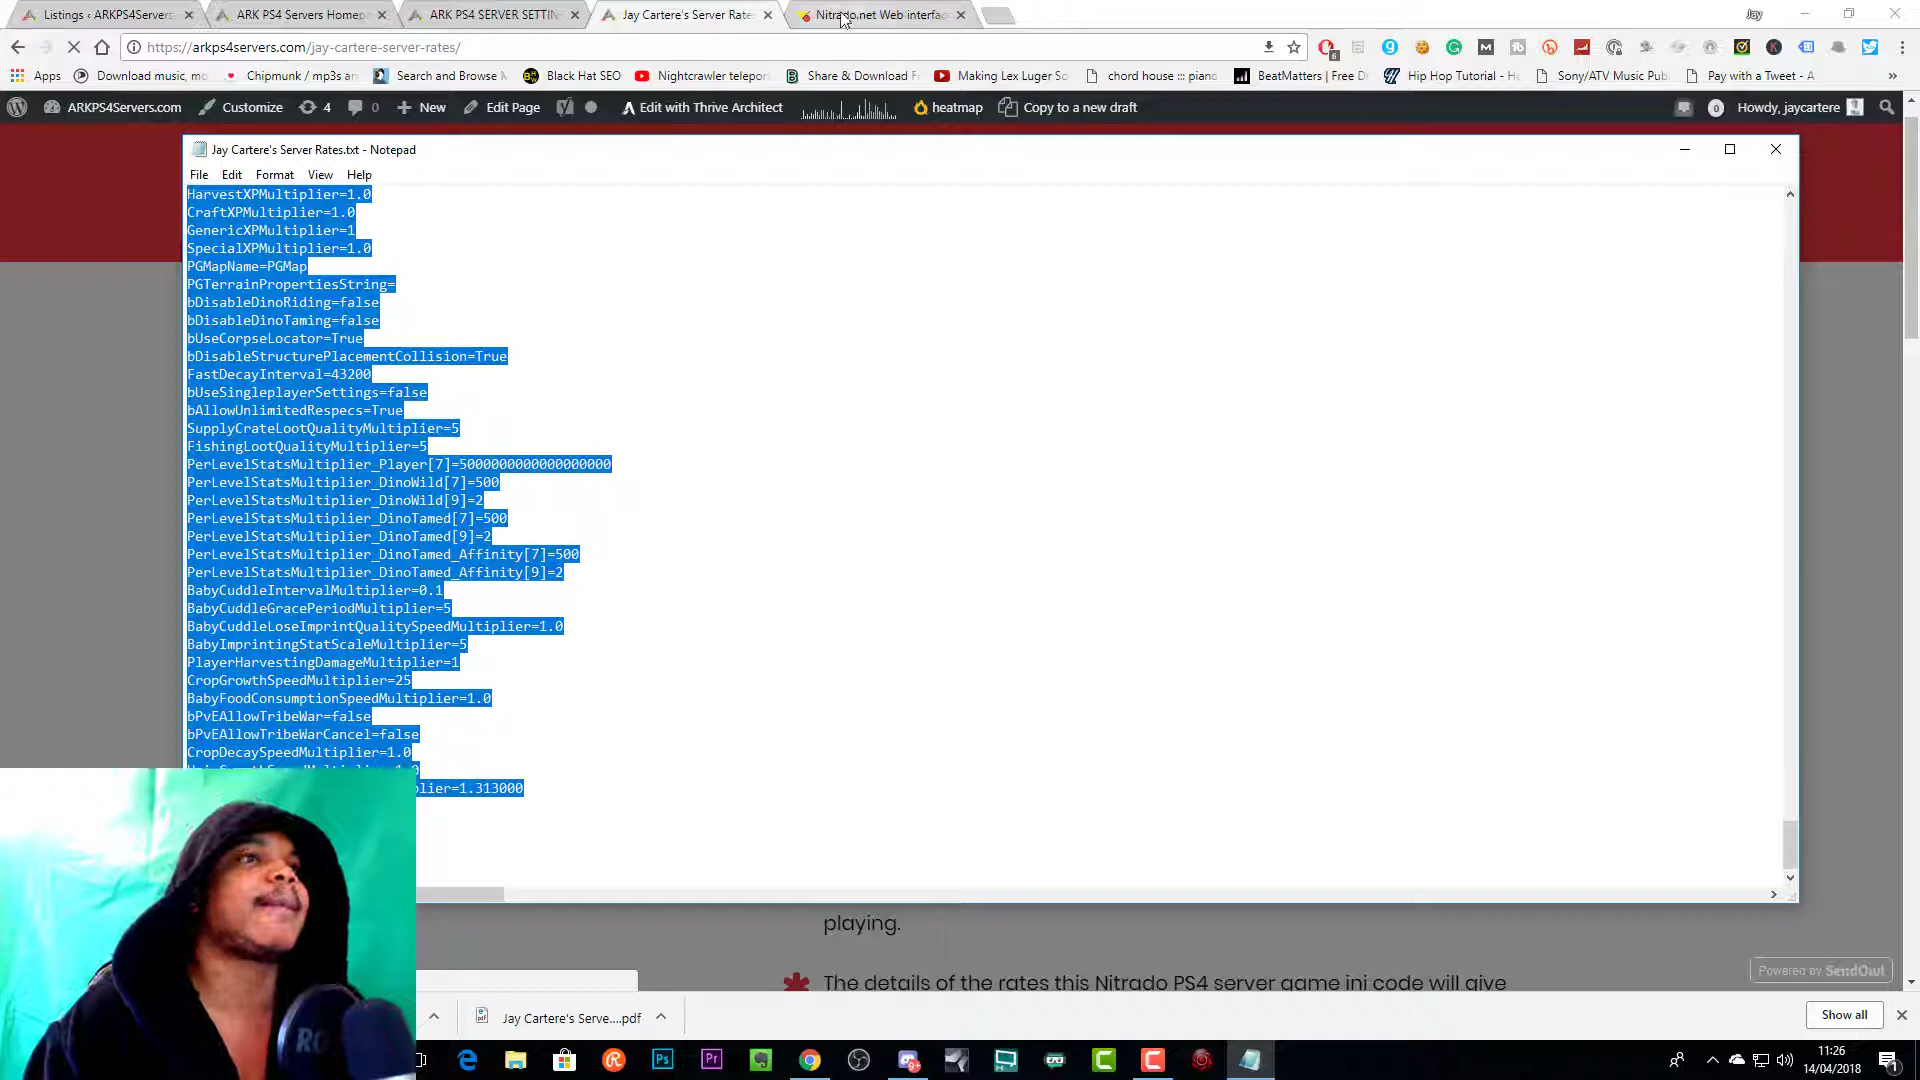 Listings ‹ ARKPS4Servers
ARK PS4 Servers Homep
ARK PS4 SERVER SETTIN
Jay Cartere's Server Rate
Nitrado.net Web interfac
Jay
https://arkps4servers.com/jay-cartere-server-rates/
Apps
Download music, mo
Chipmunk / mp3s an
Search and Browse M
Black Hat SEO
Nightcrawler telepor
Share & Download F
Making Lex Luger So
chord house ::: piano
BeatMatters | Free D
Hip Hop Tutorial - H
Sony/ATV Music Pub
Pay with a Tweet - A
ARKPS4Servers.com
Customize
4
0
New
Edit Page
0
Edit with Thrive Architect
heatmap
Copy to a new draft
Howdy, jaycartere
Jay Cartere's Server Rates.txt - Notepad
File Edit Format View Help
HarvestXPMultiplier=1.0
CraftXPMultiplier=1.0
GenericXPMultiplier=1
SpecialXPMultiplier=1.0
PGMapName=PGMap
PGTerrainPropertiesString=
bDisableDinoRiding=false
bDisableDinoTaming=false
bUseCorpseLocator=True
bDisableStructurePlacementCollision=True
FastDecayInterval=43200
bUseSingleplayerSettings=false
bAllowUnlimitedRespecs=True
SupplyCrateLootQualityMultiplier=5
FishingLootQualityMultiplier=5
PerLevelStatsMultiplier_Player[7]=5000000000000000000
PerLevelStatsMultiplier_DinoWild[7]=500
PerLevelStatsMultiplier_DinoWild[9]=2
PerLevelStatsMultiplier_DinoTamed[7]=500
PerLevelStatsMultiplier_DinoTamed[9]=2
PerLevelStatsMultiplier_DinoTamed_Affinity[7]=500
PerLevelStatsMultiplier_DinoTamed_Affinity[9]=2
BabyCuddleIntervalMultiplier=0.1
BabyCuddleGracePeriodMultiplier=5
BabyCuddleLoseImprintQualitySpeedMultiplier=1.0
BabyImprintingStatScaleMultiplier=5
PlayerHarvestingDamageMultiplier=1
CropGrowthSpeedMultiplier=25
BabyFoodConsumptionSpeedMultiplier=1.0
bPvEAllowTribeWar=false
bPvEAllowTribeWarCancel=false
CropDecaySpeedMultiplier=1.0
plier=1.313000
playing.
The details of the rates this Nitrado PS4 server game ini code will give
Powered by SendOwl
Jay Cartere's Serve....pdf
Show all
11:26
14/04/2018